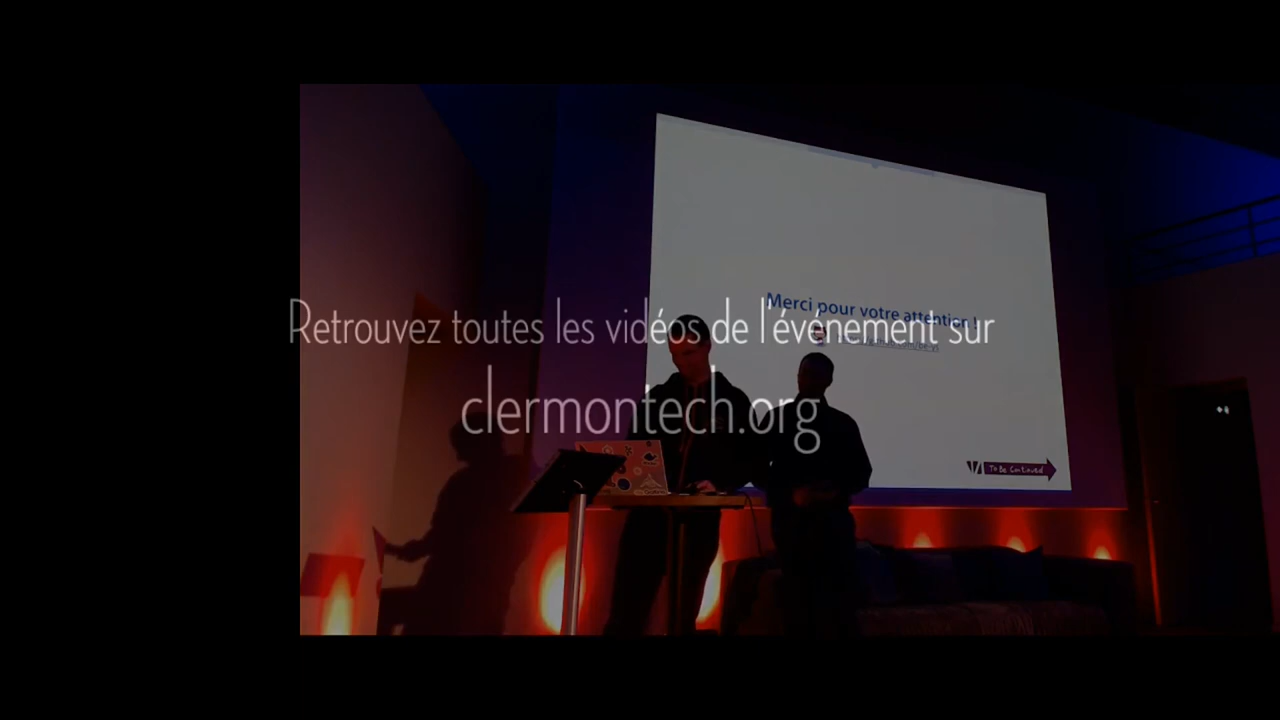 Merci pour votre attention !
Retrouvez toutes les vidéos de l'événement sur
clermontech.org
To Be Continued